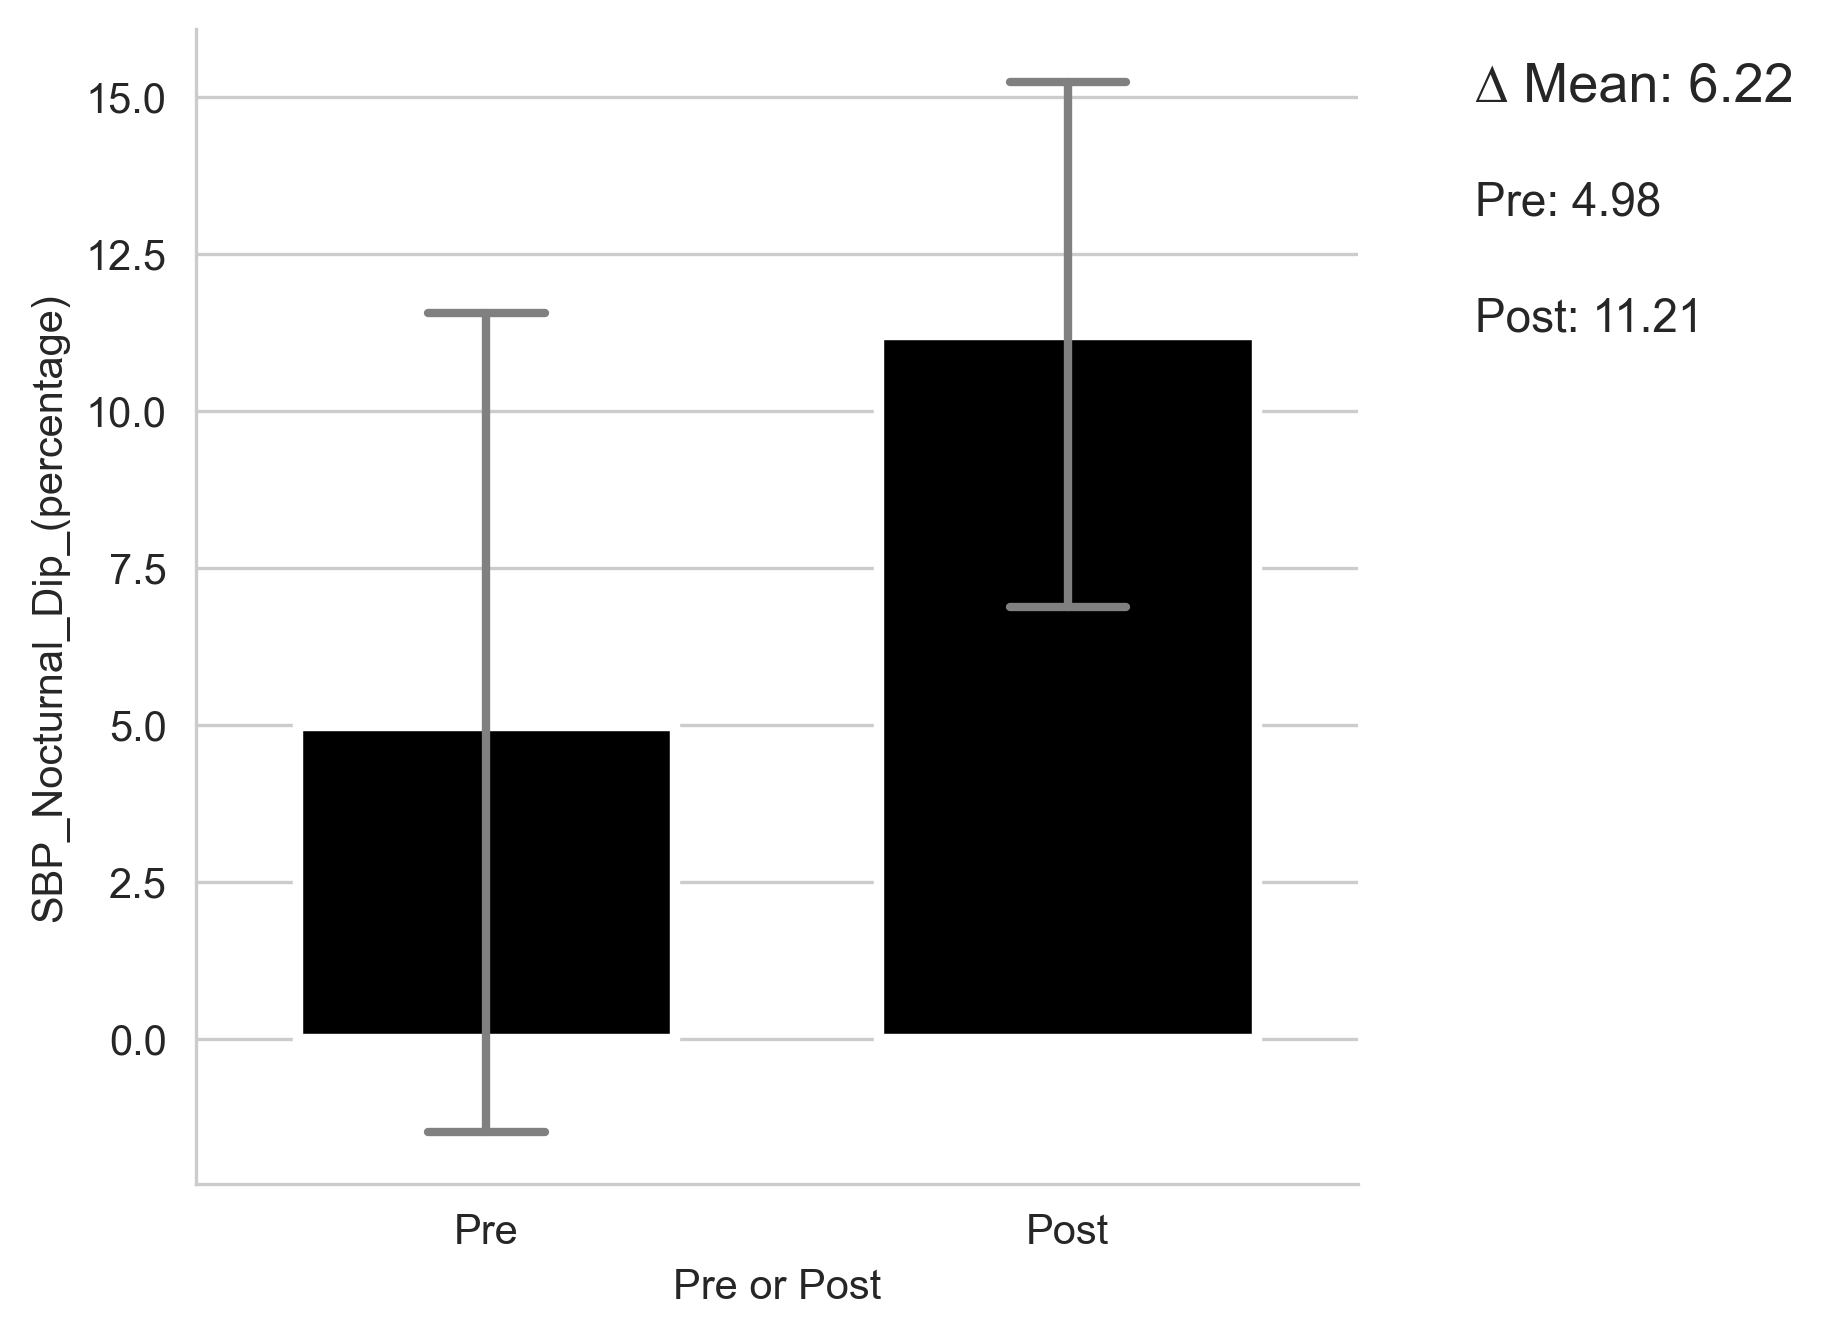 15.0
12.5
10.0
7.5
5.0
2.5
0.0
SBP_Nocturnal_Dip_(percentage)
Pre
Post
Pre or Post
Δ Mean: 6.22
Pre: 4.98
Post: 11.21